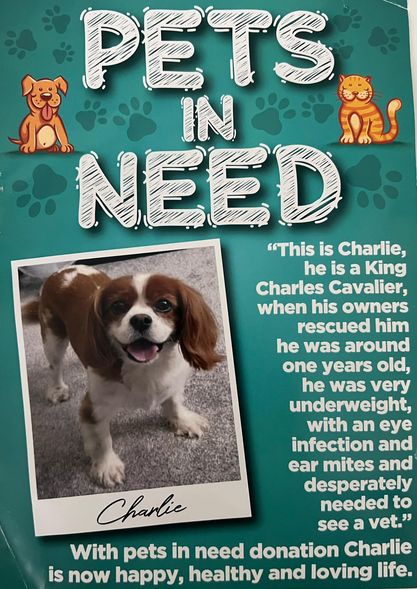 PETS
IN
NEED
“This is Charlie,
he is a King
Charles Cavalier,
when his owners
rescued him
he was around
one years old,
he was very
underweight,
with an eye
infection and
ear mites and
desperately
needed to
see a vet.”
Charlie
With pets in need donation Charlie
is now happy, healthy and loving life.